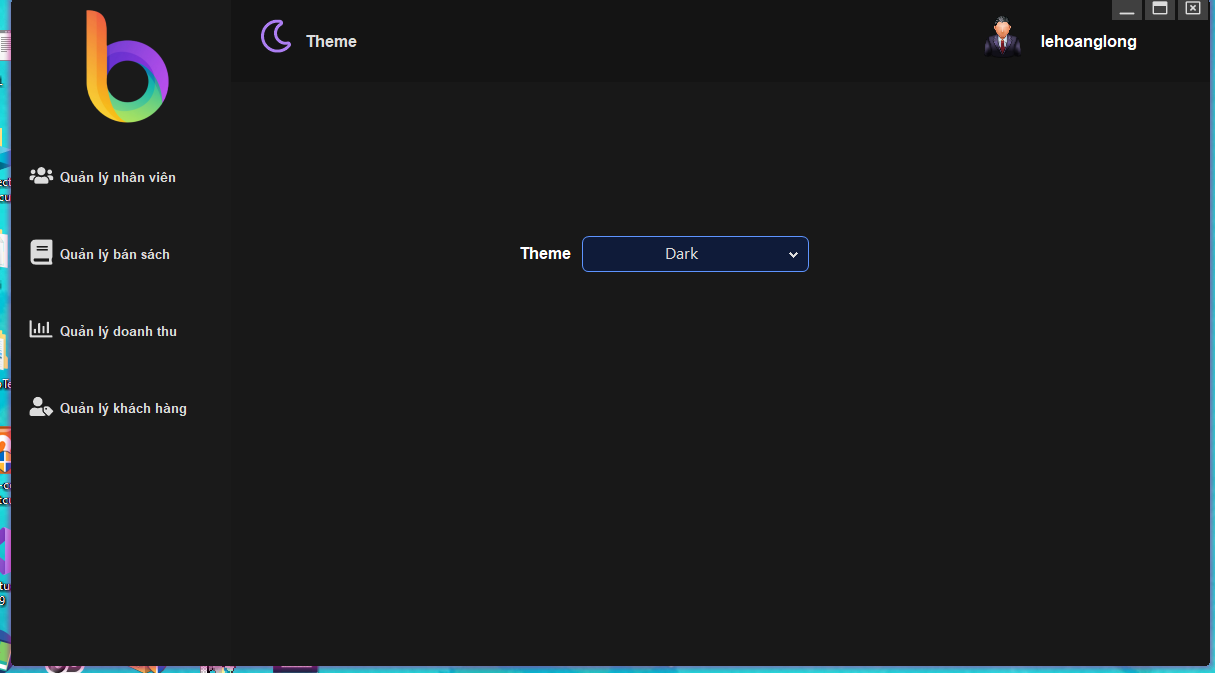 Theme
lehoanglong
Quản lý nhân viên
Quản lý bán sách
Quản lý doanh thu
Quản lý khách hàng
Theme
Dark